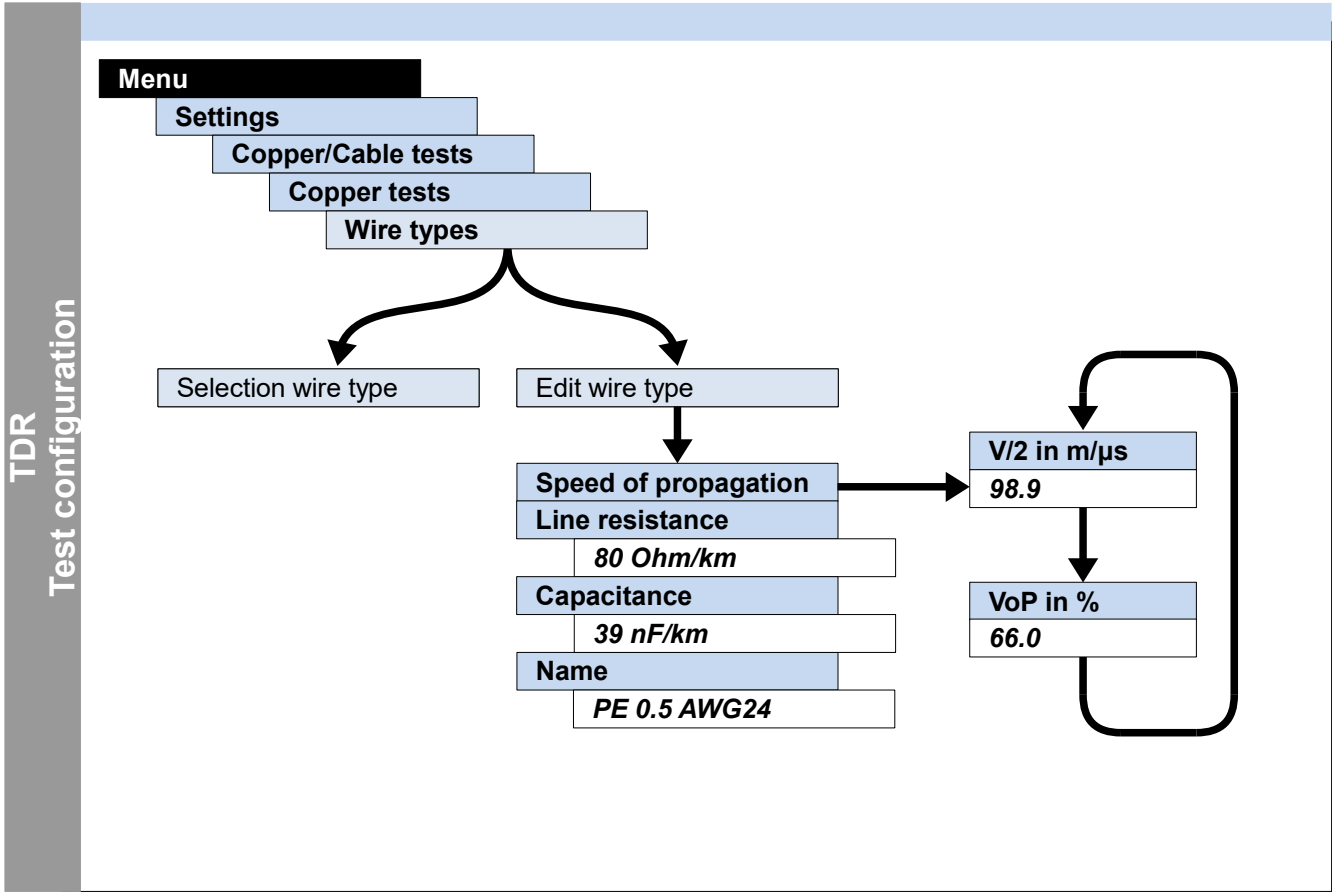 TDR
Test configuration
Menu
Settings
Copper/Cable tests
Copper tests
Wire types
Selection wire type
Edit wire type
Speed of propagation
Line resistance
80 Ohm/km
Capacitance
39 nF/km
Name
PE 0.5 AWG24
V/2 in m/µs
98.9
VoP in %
66.0